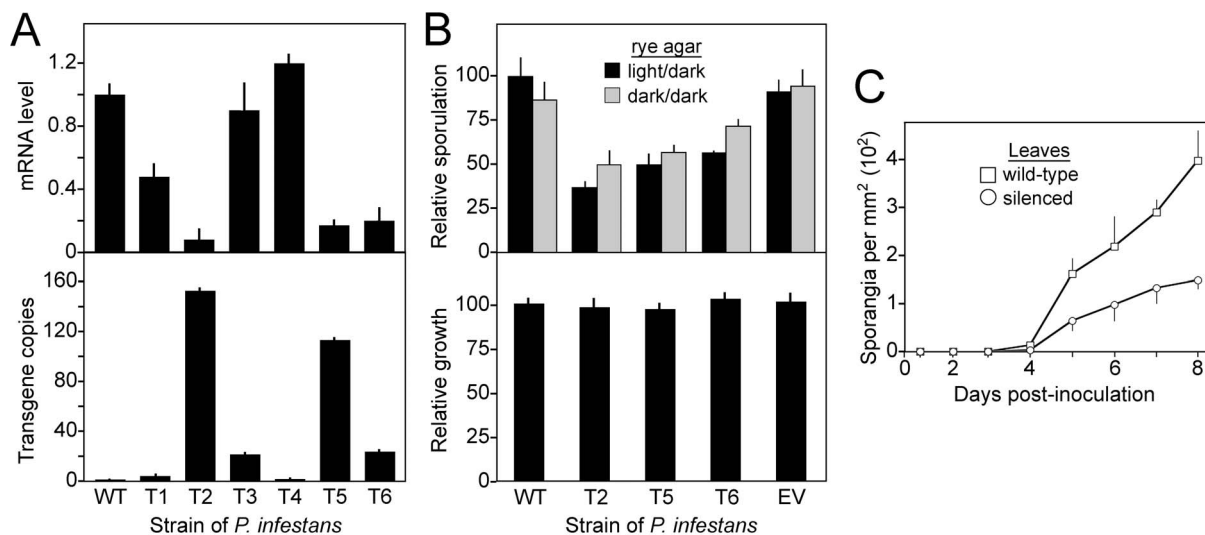 A
mRNA level
1.2
0.8
0.4
0
Transgene copies
160
120
80
40
0
WT T1 T2 T3 T4 T5 T6
Strain of P. infestans
B
Relative sporulation
100
75
50
25
0
rye agar
light/dark
dark/dark
Relative growth
100
75
50
25
0
WT T2 T5 T6 EV
Strain of P. infestans
C
Sporangia per mm2 (102)
4
3
2
1
0
Leaves
wild-type
silenced
0 2 4 6 8
Days post-inoculation